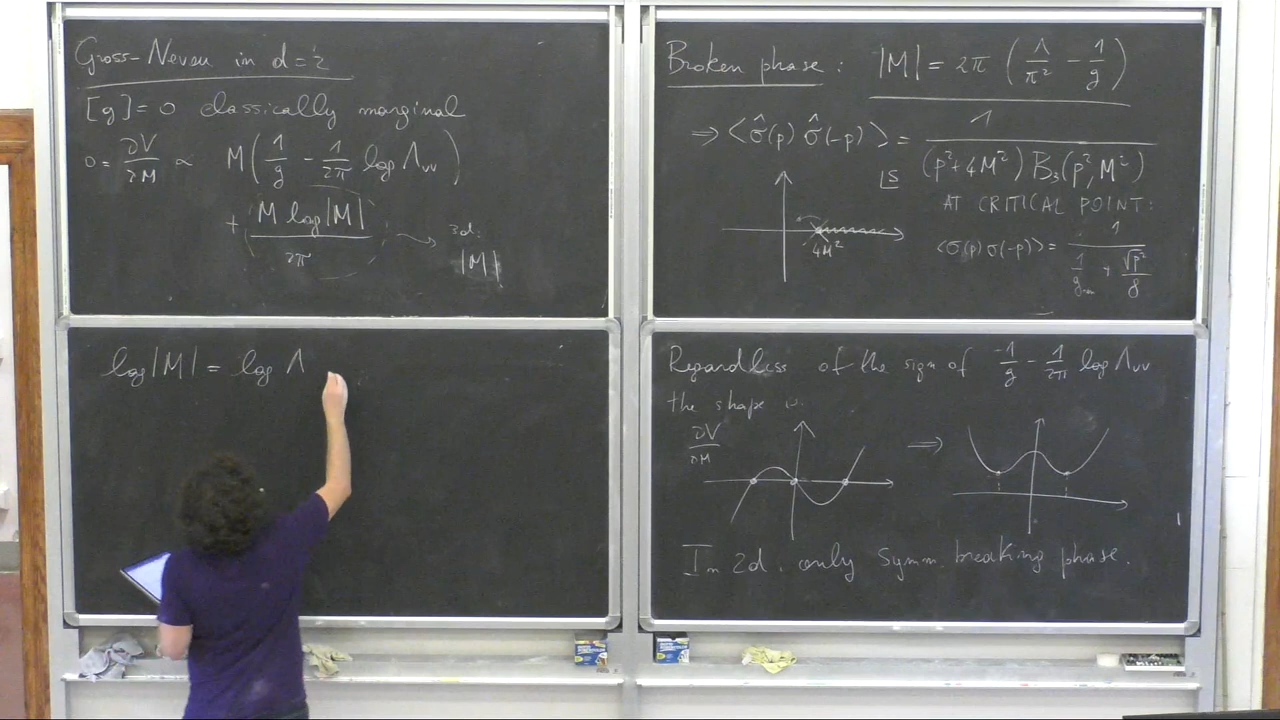 Gross-Neveu in d=2
[g]=0 classically marginal
0 = ∂V/∂M ∝ M(1/g - 1/2π log Λ_UV)
+ M log|M| / 2π → 3d: |M|
log|M| = log Λ
Broken phase: |M| = 2π (Λ/π² - 1/g)
⇒ <σ̂(p) σ̂(-p)> = 1 / (p²+4M²) B₃(p², M²)
4M²
AT CRITICAL POINT:
<σ(p) σ(-p)> = 1 / (1/g + √p²/8)
Regardless of the sign of 1/g - 1/2π log Λ_UV
the shape is
∂V/∂M ⇒
In 2d only symm. breaking phase.